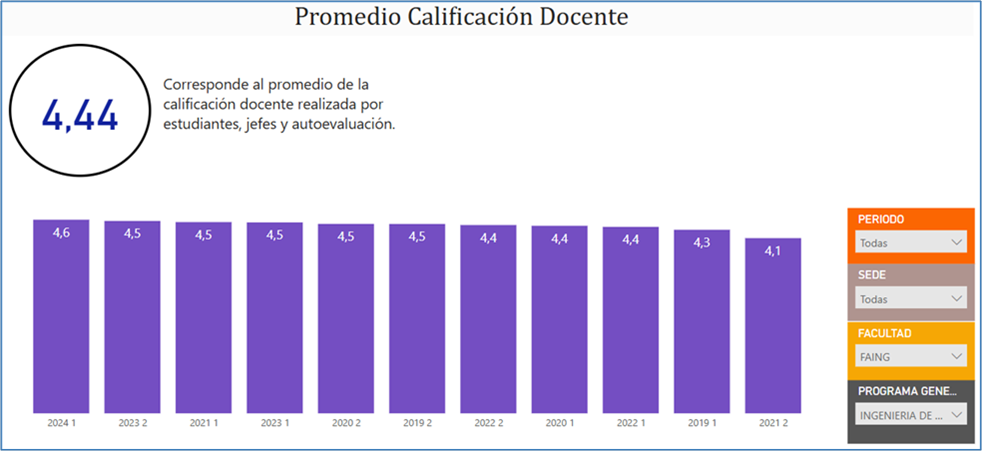 Promedio Calificación Docente
4,44
Corresponde al promedio de la
calificación docente realizada por
estudiantes, jefes y autoevaluación.
4,6 4,5 4,5 4,5 4,5 4,5 4,4 4,4 4,4 4,3 4,1
2024 1 2023 2 2021 1 2023 1 2020 2 2019 2 2022 2 2020 1 2022 1 2019 1 2021 2
PERIODO
Todas
SEDE
Todas
FACULTAD
FAING
PROGRAMA GENE...
INGENIERIA DE ...